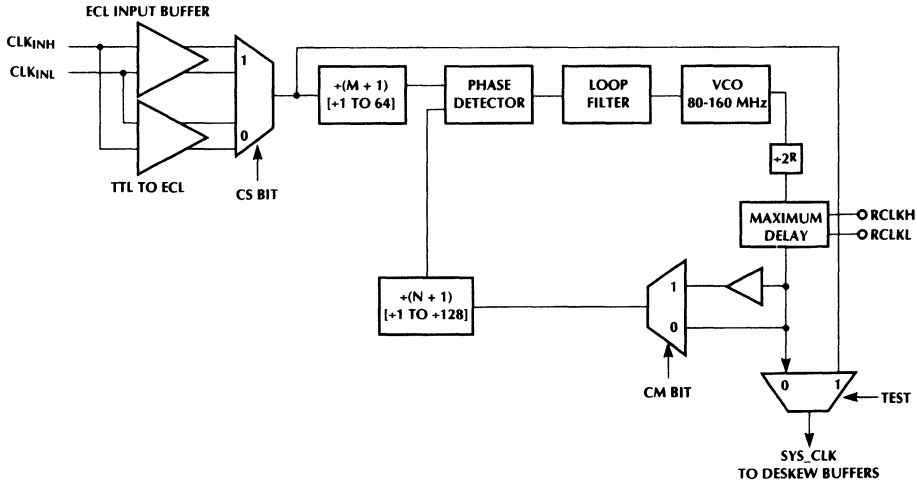 ECL INPUT BUFFER
CLKINH
CLKINL
1
0
TTL TO ECL
CS BIT
÷(M + 1)
[÷1 TO 64]
PHASE
DETECTOR
LOOP
FILTER
VCO
80-160 MHz
÷2R
MAXIMUM
DELAY
RCLKH
RCLKL
÷(N + 1)
[÷1 TO ÷128]
1
0
CM BIT
0 1
TEST
SYS_CLK
TO DESKEW BUFFERS